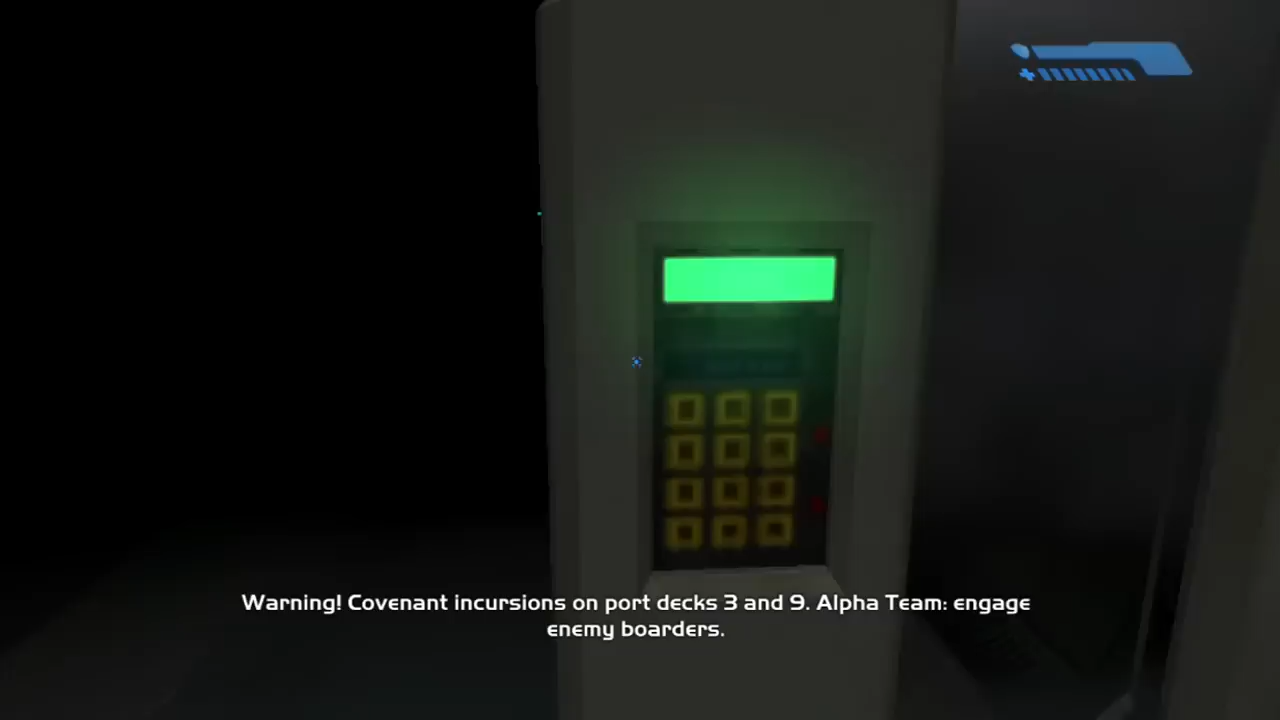 Warning! Covenant incursions on port decks 3 and 9. Alpha Team: engage
enemy boarders.